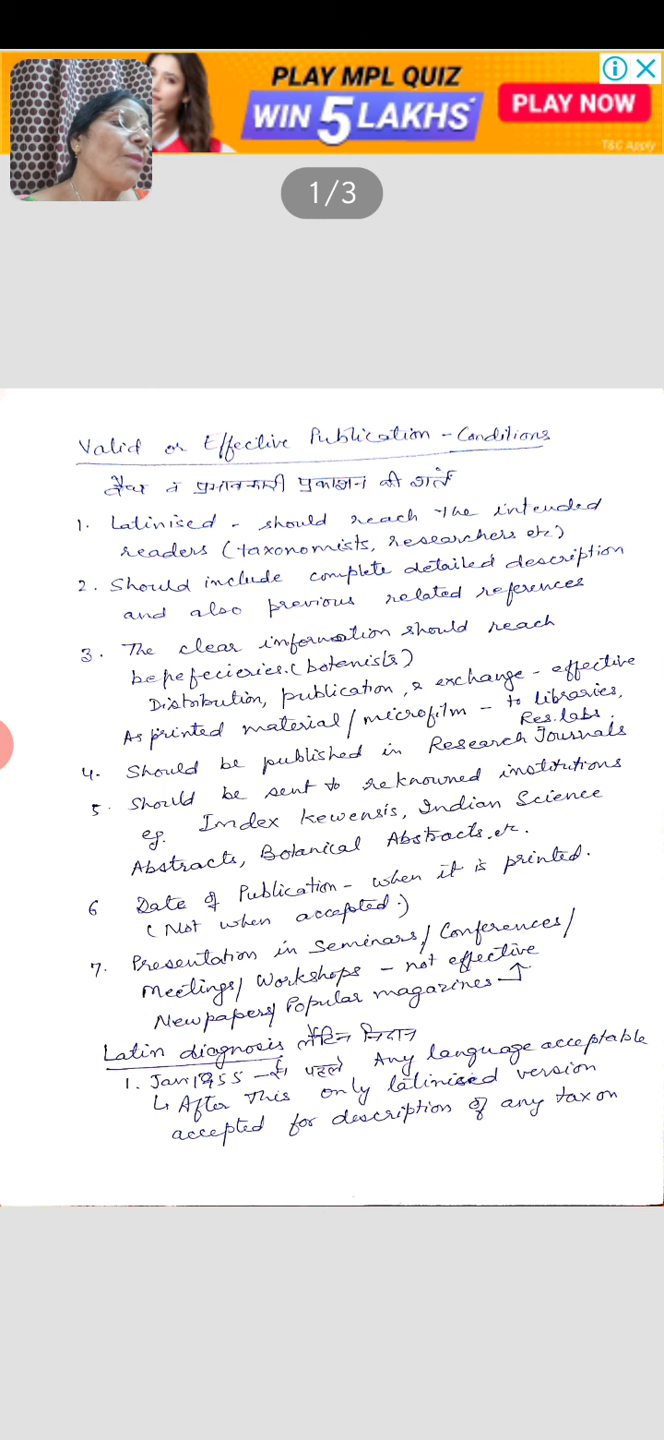 PLAY MPL QUIZ
WIN 5 LAKHS*
PLAY NOW
T&C Apply
1/3
Valid or Effective Publication - Conditions
वैध व प्रभावकारी प्रकाशन की शर्तें
1. Latinised - should reach the intended
readers (taxonomists, researchers etc)
2. Should include complete detailed description
and also previous related references
3. The clear information should reach
bepefecieries. (botanists)
Distribution, publication, & exchange - effective
As printed material/microfilm - to libraries,
Res. labs.
4. Should be published in Research Journals
5. Should be sent to reknowned institutions
eg. Index Kewensis, Indian Science
Abstracts, Botanical Abstracts, etc.
6 Date of Publication - when it is printed.
(Not when accepted.)
7. Presentation in Seminars/Conferences/
Meetings/Workshops - not effective
Newpapers/Popular magazines ↑
Latin diagnosis लैटिन निदान
1. Jan 1955 - से पहले Any language acceptable
↳ After this only latinised version
accepted for description of any taxon